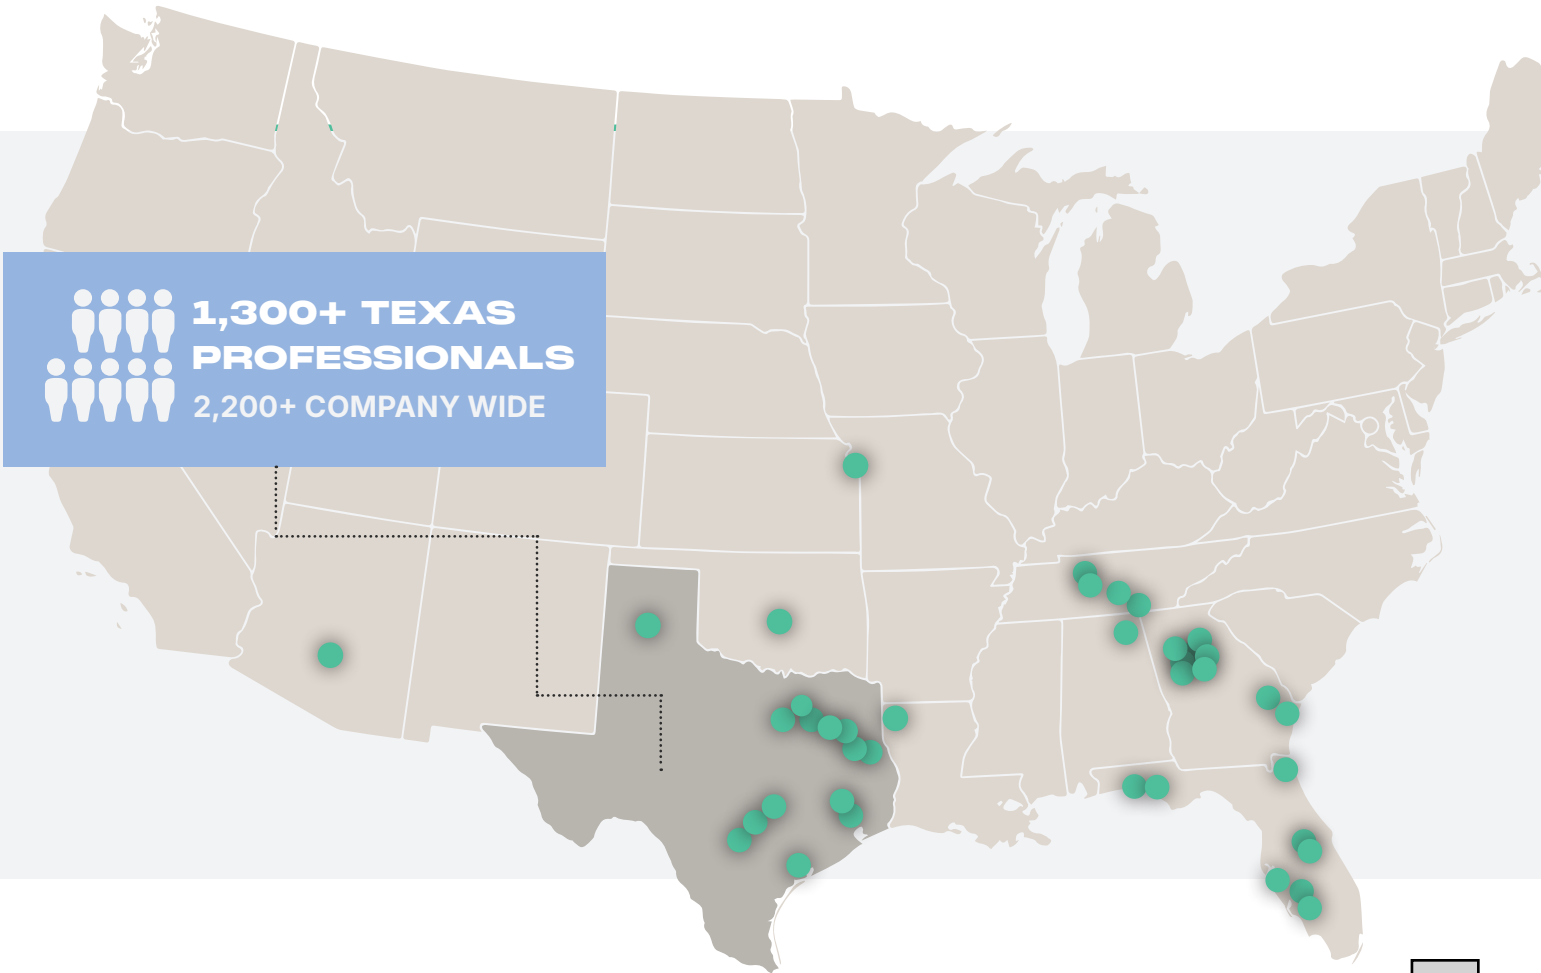 1,300+ TEXAS
PROFESSIONALS
2,200+ COMPANY WIDE